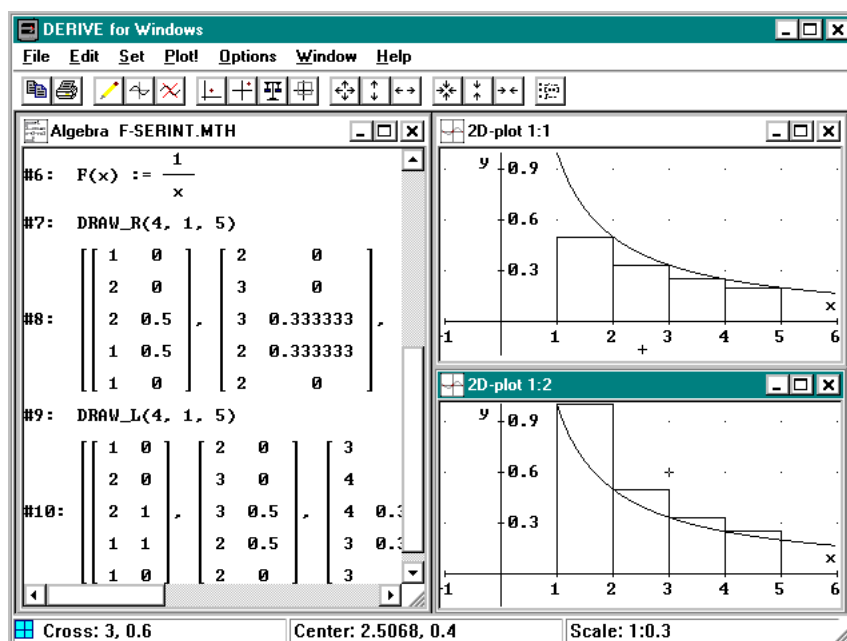 DERIVE for Windows
File Edit Set Plot! Options Window Help
Algebra F-SERINT.MTH
#6: F(x) := 1
x
#7: DRAW_R(4, 1, 5)
1 0 2 0
2 0 3 0
#8: 2 0.5 , 3 0.333333 ,
1 0.5 2 0.333333
1 0 2 0
#9: DRAW_L(4, 1, 5)
1 0 2 0 3
2 0 3 0 4
#10: 2 1 , 3 0.5 , 4 0.3
1 1 2 0.5 3 0.3
1 0 2 0 3
2D-plot 1:1
y 0.9
0.6
0.3
x
-1 1 2 3 4 5 6
2D-plot 1:2
y 0.9
0.6
0.3
x
-1 1 2 3 4 5 6
Cross: 3, 0.6 Center: 2.5068, 0.4 Scale: 1:0.3